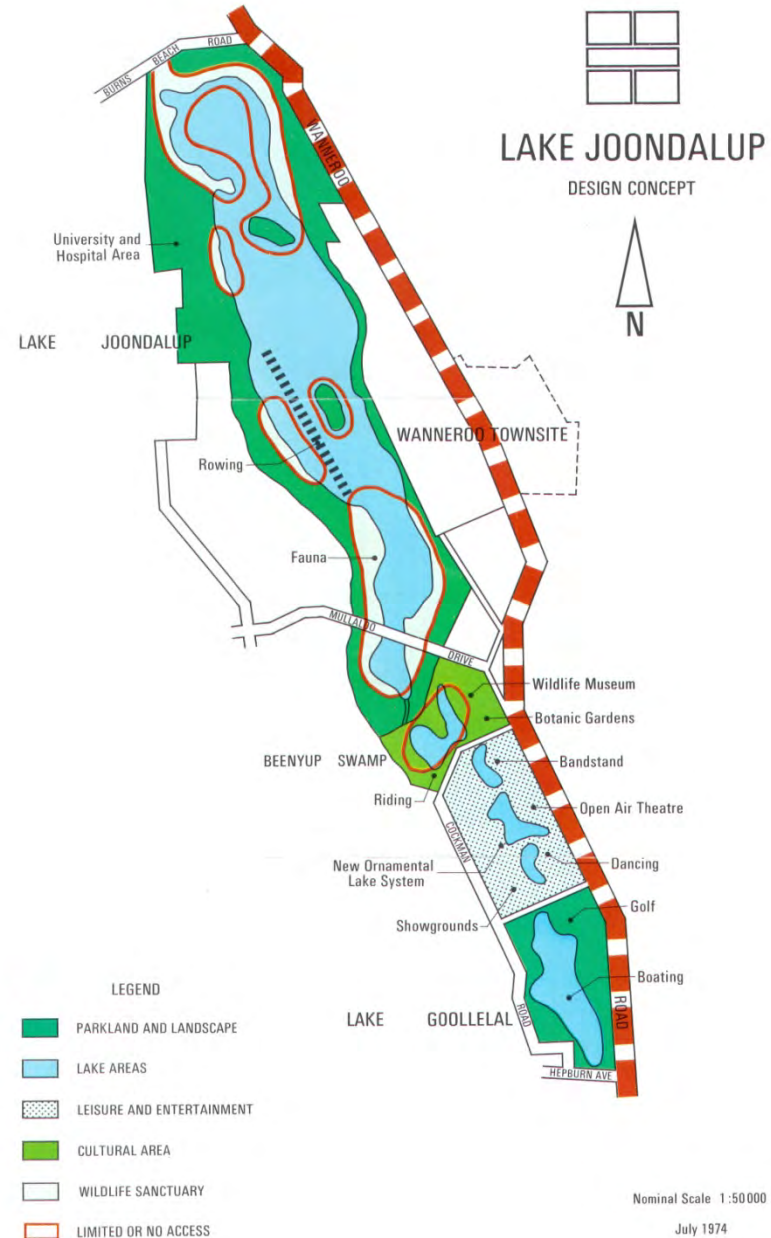 BURNS BEACH ROAD
WANNEROO
LAKE JOONDALUP
DESIGN CONCEPT
N
University and
Hospital Area
LAKE JOONDALUP
WANNEROO TOWNSITE
Rowing
Fauna
MULLALOO DRIVE
Wildlife Museum
Botanic Gardens
BEENYUP SWAMP
Bandstand
Riding
Open Air Theatre
COCKMAN
New Ornamental
Lake System
Dancing
Showgrounds
Golf
Boating
LAKE GOOLLELAL
ROAD
ROAD
HEPBURN AVE
LEGEND
PARKLAND AND LANDSCAPE
LAKE AREAS
LEISURE AND ENTERTAINMENT
CULTURAL AREA
WILDLIFE SANCTUARY
LIMITED OR NO ACCESS
Nominal Scale 1:50000
July 1974